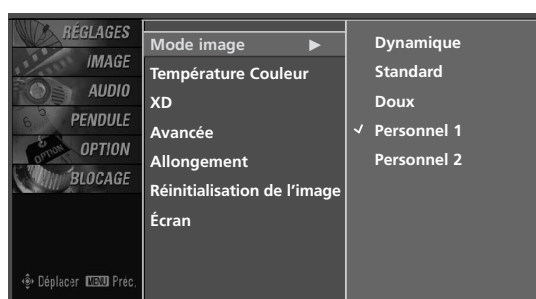 RÉGLAGES
IMAGE
AUDIO
PENDULE
OPTION
BLOCAGE
Déplacer MENU Préc.
Mode image ►
Température Couleur
XD
Avancée
Allongement
Réinitialisation de l’image
Écran
Dynamique
Standard
Doux
✓ Personnel 1
Personnel 2